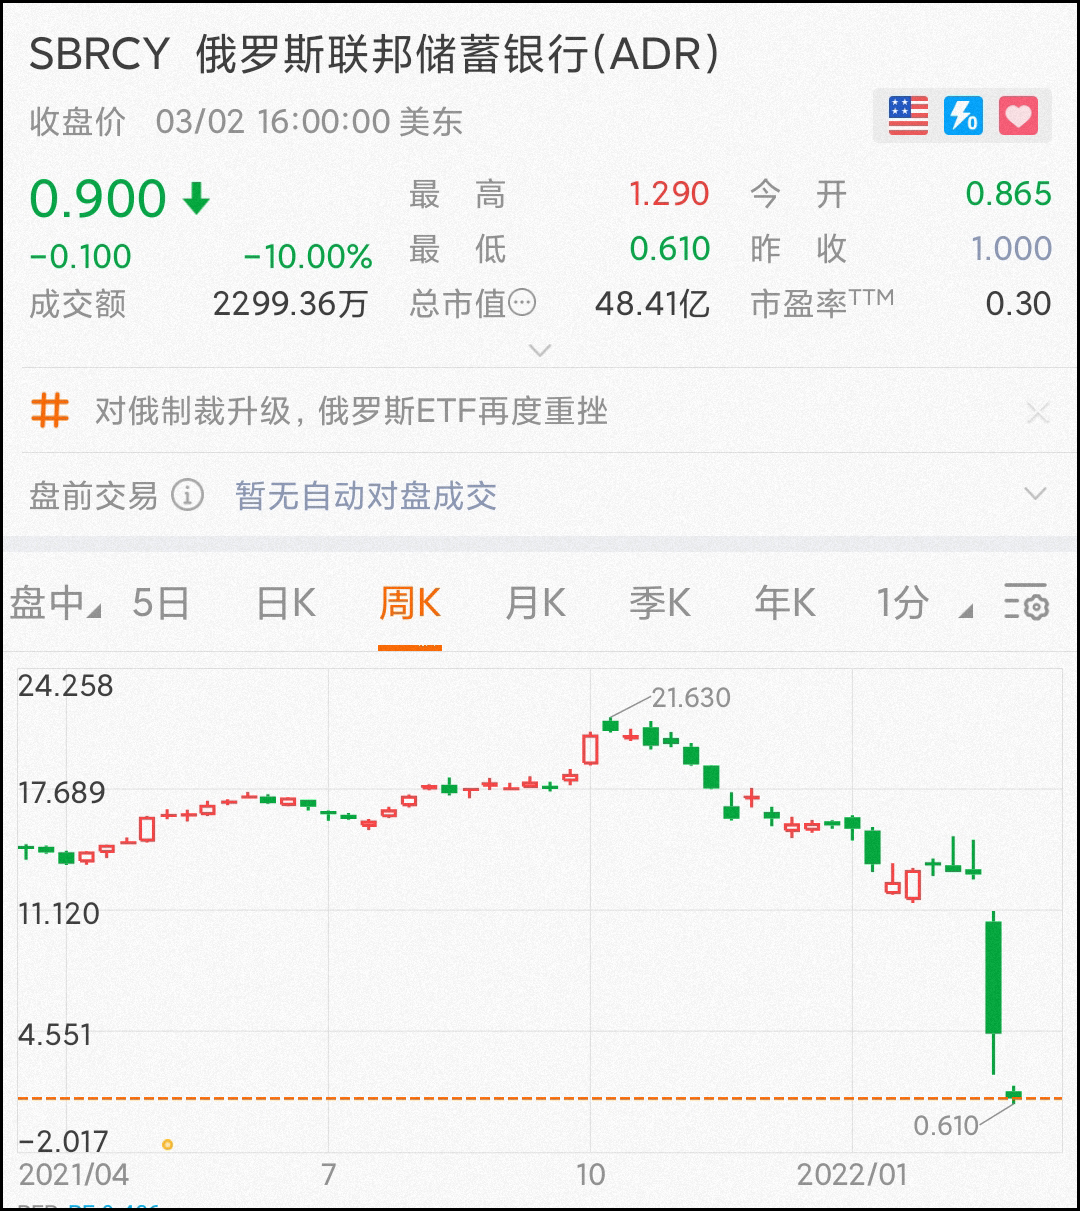 SBRCY 俄罗斯联邦储蓄银行(ADR)
收盘价 03/02 16:00:00 美东
0.900 最高 1.290 今开 0.865
-0.100 -10.00% 最低 0.610 昨收 1.000
成交额 2299.36万 总市值 48.41亿 市盈率TTM 0.30
# 对俄制裁升级,俄罗斯ETF再度重挫
盘前交易 暂无自动对盘成交
盘中 5日 日K 周K 月K 季K 年K 1分
24.258
21.630
17.689
11.120
4.551
0.610
-2.017
2021/04 7 10 2022/01